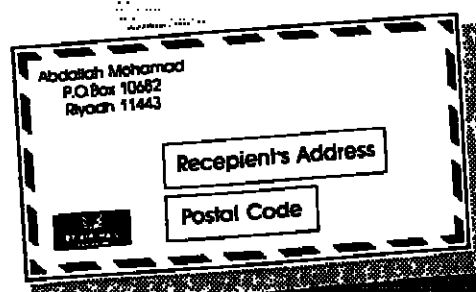 Abdallah Mohamad
P.O.Box 10682
Riyadh 11443
Recepient's Address
Postal Code